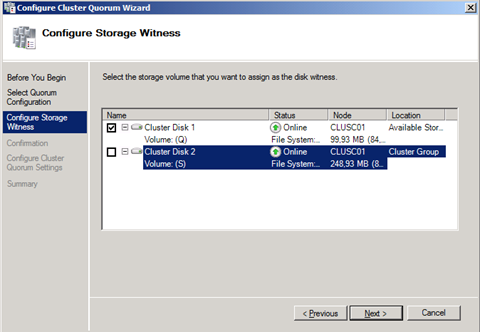 Configure Cluster Quorum Wizard
Configure Storage Witness
Before You Begin
Select Quorum Configuration
Configure Storage Witness
Confirmation
Configure Cluster Quorum Settings
Summary
Select the storage volume that you want to assign as the disk witness.
Name Status Node Location
Cluster Disk 1 Online CLUSC01 Available Stor...
Volume: (Q) File System:... 99,93 MB (84,...
Cluster Disk 2 Online CLUSC01 Cluster Group
Volume: (S) File System:... 248,93 MB (8...
< Previous Next > Cancel